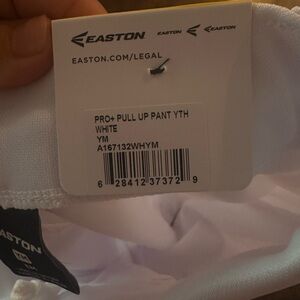 EASTON EASTON EASTON
EASTON.COM/LEGAL
PRO+ PULL UP PANT YTH
WHITE
YM
A167132WHYM
6 28412 37372 9
EASTON